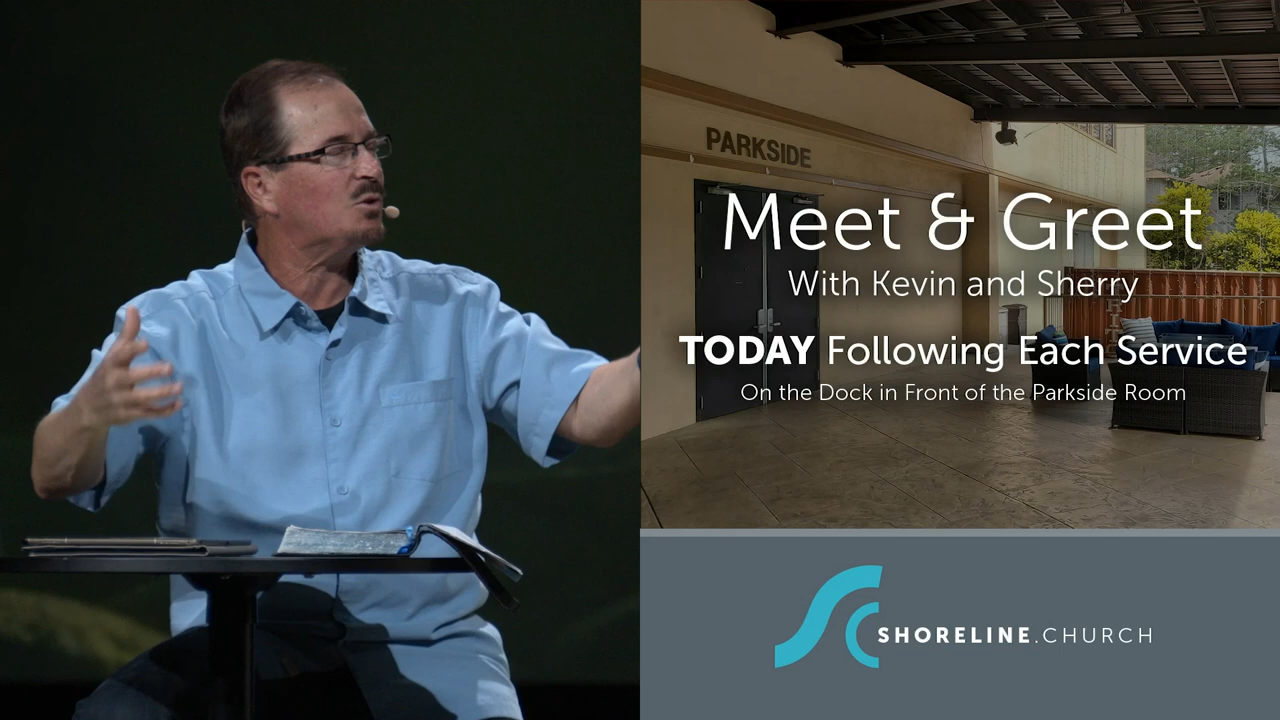 PARKSIDE
Meet & Greet
With Kevin and Sherry
TODAY Following Each Service
On the Dock in Front of the Parkside Room
SHORELINE.CHURCH